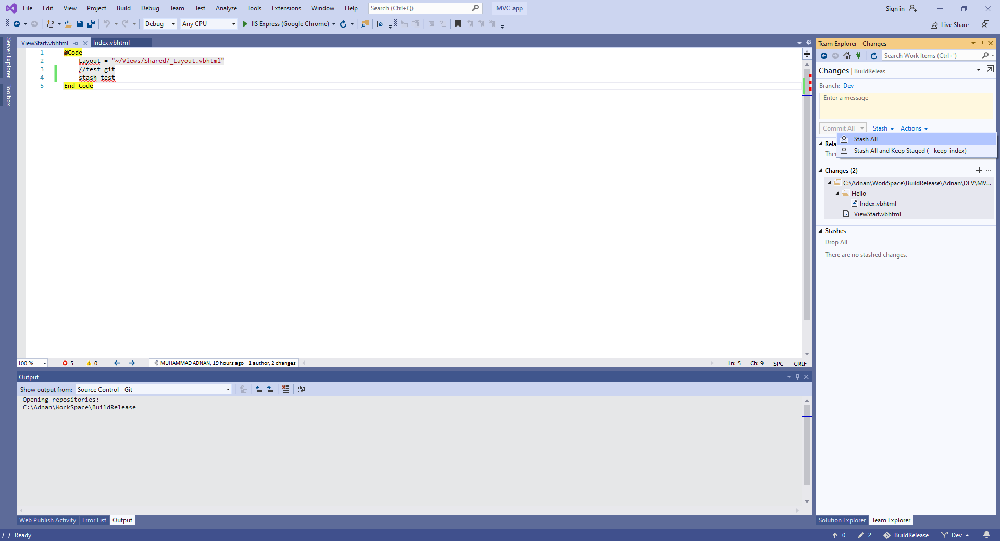 File Edit View Project Build Debug Team Test Analyze Tools Extensions Window Help Search (Ctrl+Q) MVC_app Sign in
Debug Any CPU IIS Express (Google Chrome) Live Share
Server Explorer
Toolbox
_ViewStart.vbhtml Index.vbhtml
1 @Code
2 Layout = "~/Views/Shared/_Layout.vbhtml"
3 //test git
4 stash test
5 End Code
100 % 5 0 MUHAMMAD ADNAN, 19 hours ago | 1 author, 2 changes Ln: 5 Ch: 9 SPC CRLF
Output
Show output from: Source Control - Git
Opening repositories:
C:\Adnan\WorkSpace\BuildRelease
Web Publish Activity Error List Output
Team Explorer - Changes
Search Work Items (Ctrl+')
Changes | BuildReleas
Branch: Dev
Enter a message
Commit All Stash Actions
Stash All
Stash All and Keep Staged (--keep-index)
Rela
Ther
Changes (2)
C:\Adnan\WorkSpace\BuildRelease\Adnan\DEV\MV...
Hello
Index.vbhtml
_ViewStart.vbhtml
Stashes
Drop All
There are no stashed changes.
Solution Explorer Team Explorer
Ready 0 2 BuildRelease Dev